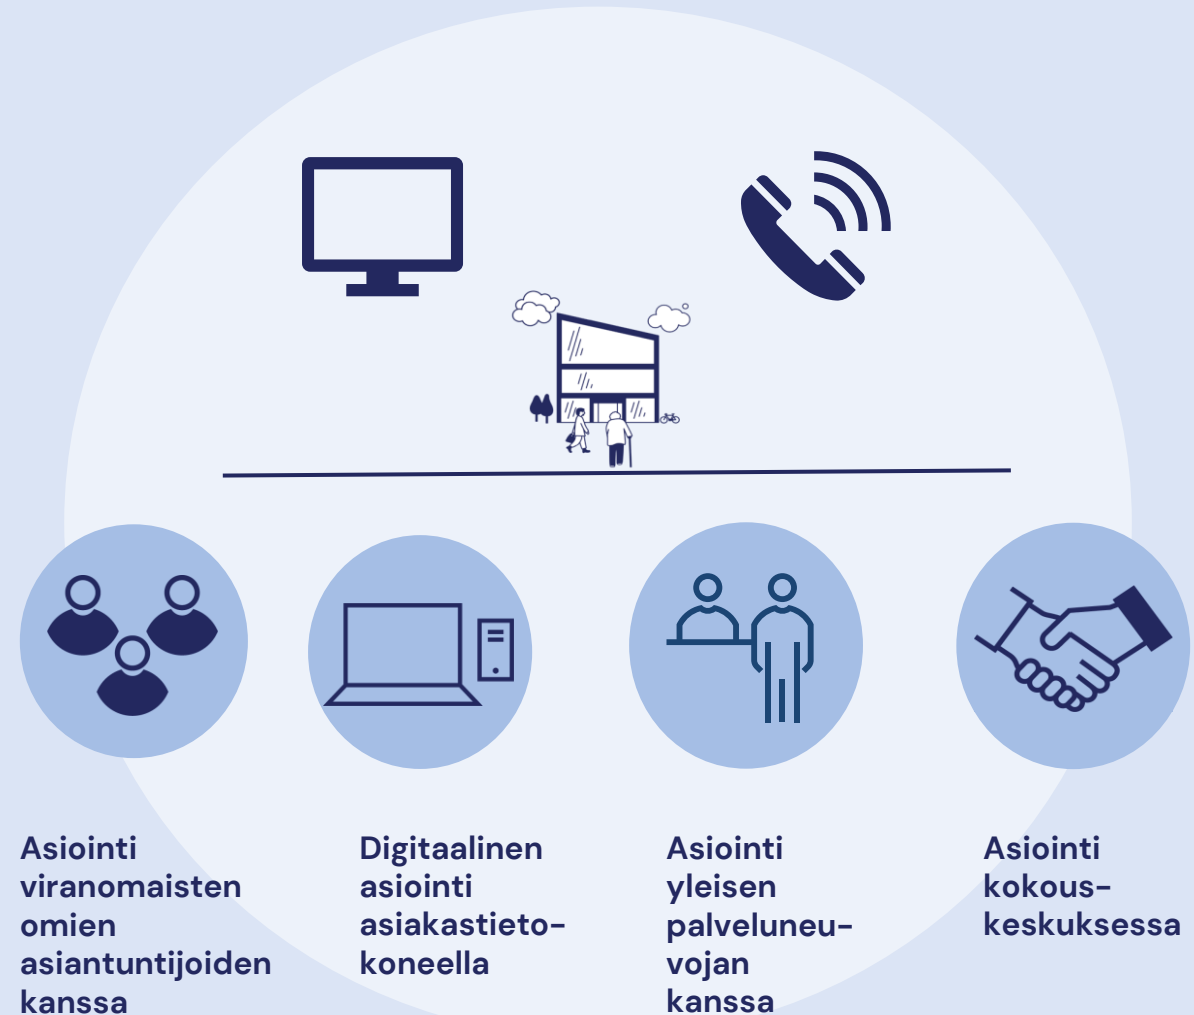 Asiointi
viranomaisten
omien
asiantuntijoiden
kanssa
Digitaalinen
asiointi
asiakastieto-
koneella
Asiointi
yleisen
palveluneu-
vojan
kanssa
Asiointi
kokous-
keskuksessa